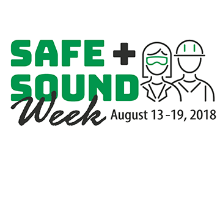 SAFE +
SOUND
Week
August 13-19, 2018